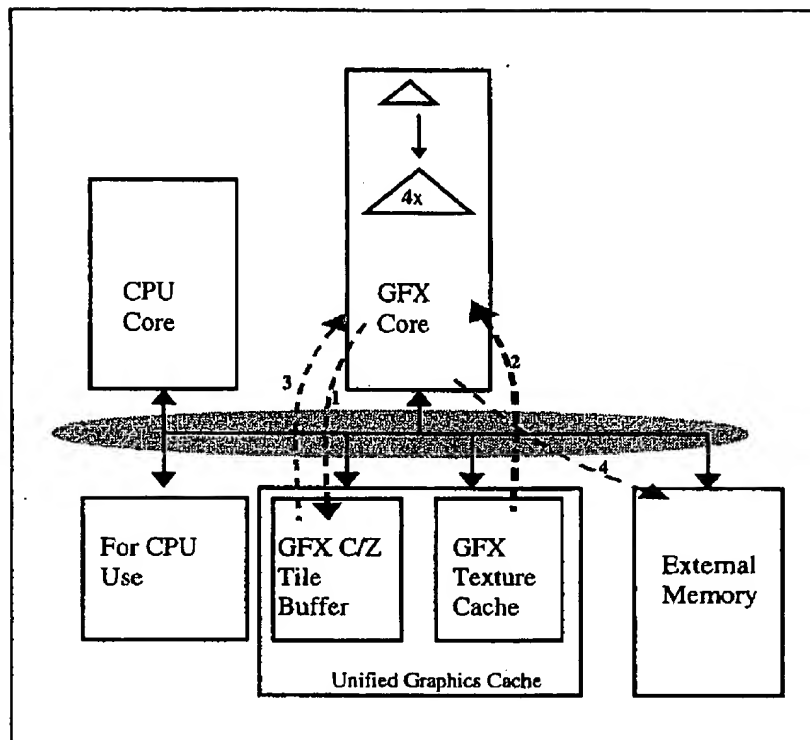 4x
CPU
Core
GFX
Core
3
1
2
4
For CPU
Use
GFX C/Z
Tile
Buffer
GFX
Texture
Cache
External
Memory
Unified Graphics Cache